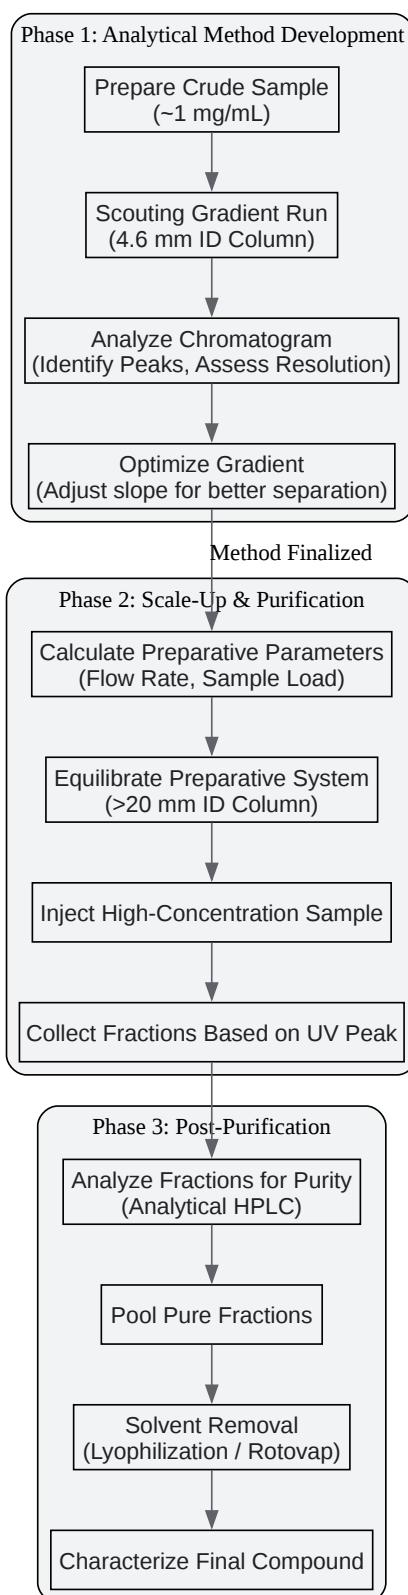 Phase 1: Analytical Method Development
Prepare Crude Sample
(~1 mg/mL)
Scouting Gradient Run
(4.6 mm ID Column)
Analyze Chromatogram
(Identify Peaks, Assess Resolution)
Optimize Gradient
(Adjust slope for better separation)
Method Finalized
Phase 2: Scale-Up & Purification
Calculate Preparative Parameters
(Flow Rate, Sample Load)
Equilibrate Preparative System
(>20 mm ID Column)
Inject High-Concentration Sample
Collect Fractions Based on UV Peak
Phase 3: Post-Purification
Analyze Fractions for Purity
(Analytical HPLC)
Pool Pure Fractions
Solvent Removal
(Lyophilization / Rotovap)
Characterize Final Compound